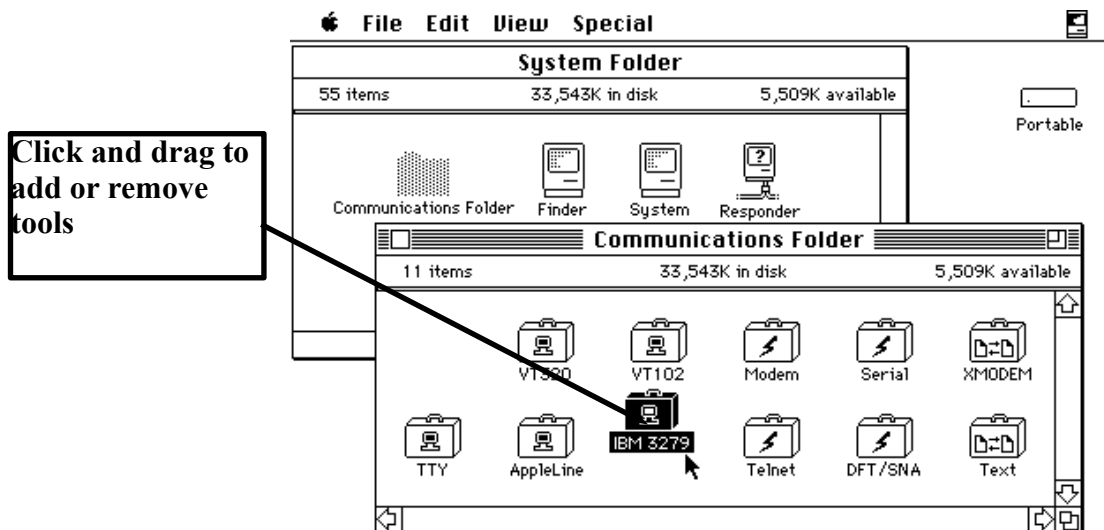 File Edit View Special
System Folder
55 items 33,543K in disk 5,509K available
Portable
Click and drag to
add or remove
tools
Communications Folder Finder System Responder
?
Communications Folder
11 items 33,543K in disk 5,509K available
VT320 VT102 Modem Serial XMODEM
TTY AppleLine IBM 3279 Telnet DFT/SNA Text